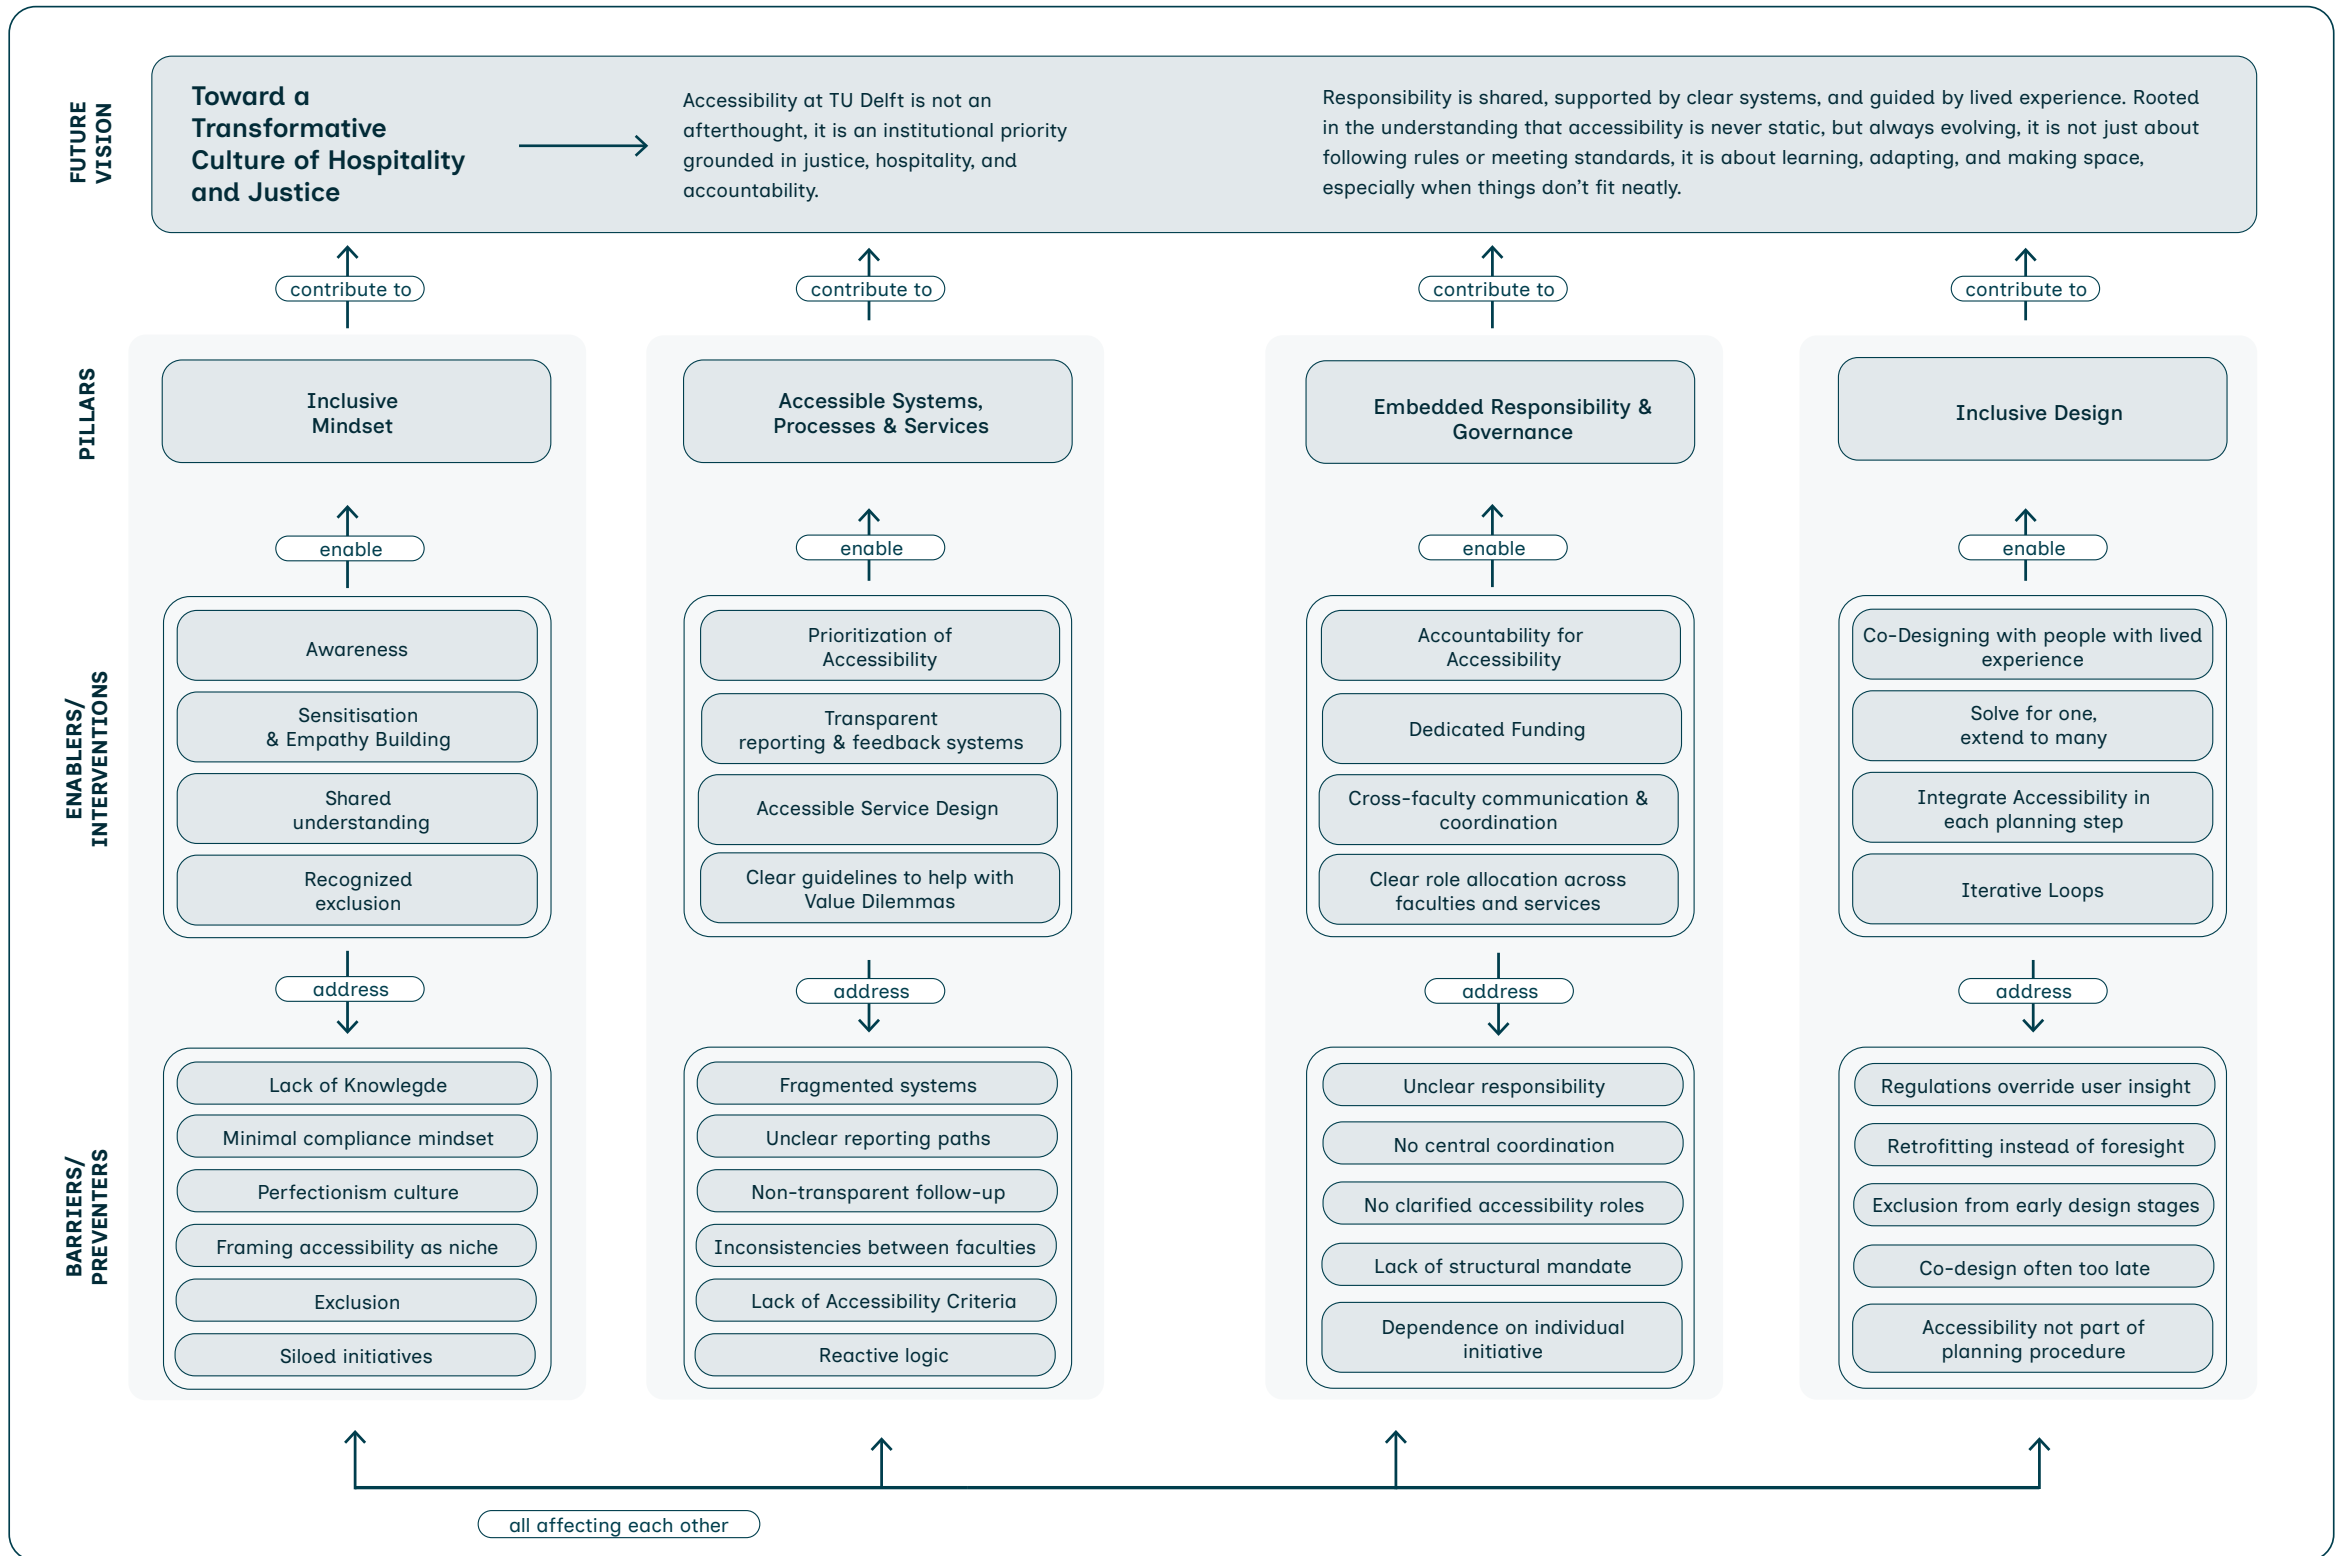 FUTURE
VISION
Toward a
Transformative
Culture of Hospitality
and Justice
Accessibility at TU Delft is not an
afterthought, it is an institutional priority
grounded in justice, hospitality, and
accountability.
Responsibility is shared, supported by clear systems, and guided by lived experience. Rooted
in the understanding that accessibility is never static, but always evolving, it is not just about
following rules or meeting standards, it is about learning, adapting, and making space,
especially when things don't fit neatly.
contribute to
contribute to
contribute to
contribute to
PILLARS
Inclusive
Mindset
Accessible Systems,
Processes & Services
Embedded Responsibility &
Governance
Inclusive Design
enable
enable
enable
enable
ENABLERS/
INTERVENTIONS
Awareness
Sensitisation
& Empathy Building
Shared
understanding
Recognized
exclusion
Prioritization of
Accessibility
Transparent
reporting & feedback systems
Accessible Service Design
Clear guidelines to help with
Value Dilemmas
Accountability for
Accessibility
Dedicated Funding
Cross-faculty communication &
coordination
Clear role allocation across
faculties and services
Co-Designing with people with lived
experience
Solve for one,
extend to many
Integrate Accessibility in
each planning step
Iterative Loops
address
address
address
address
BARRIERS/
PREVENTERS
Lack of Knowlegde
Minimal compliance mindset
Perfectionism culture
Framing accessibility as niche
Exclusion
Siloed initiatives
Fragmented systems
Unclear reporting paths
Non-transparent follow-up
Inconsistencies between faculties
Lack of Accessibility Criteria
Reactive logic
Unclear responsibility
No central coordination
No clarified accessibility roles
Lack of structural mandate
Dependence on individual
initiative
Regulations override user insight
Retrofitting instead of foresight
Exclusion from early design stages
Co-design often too late
Accessibility not part of
planning procedure
all affecting each other